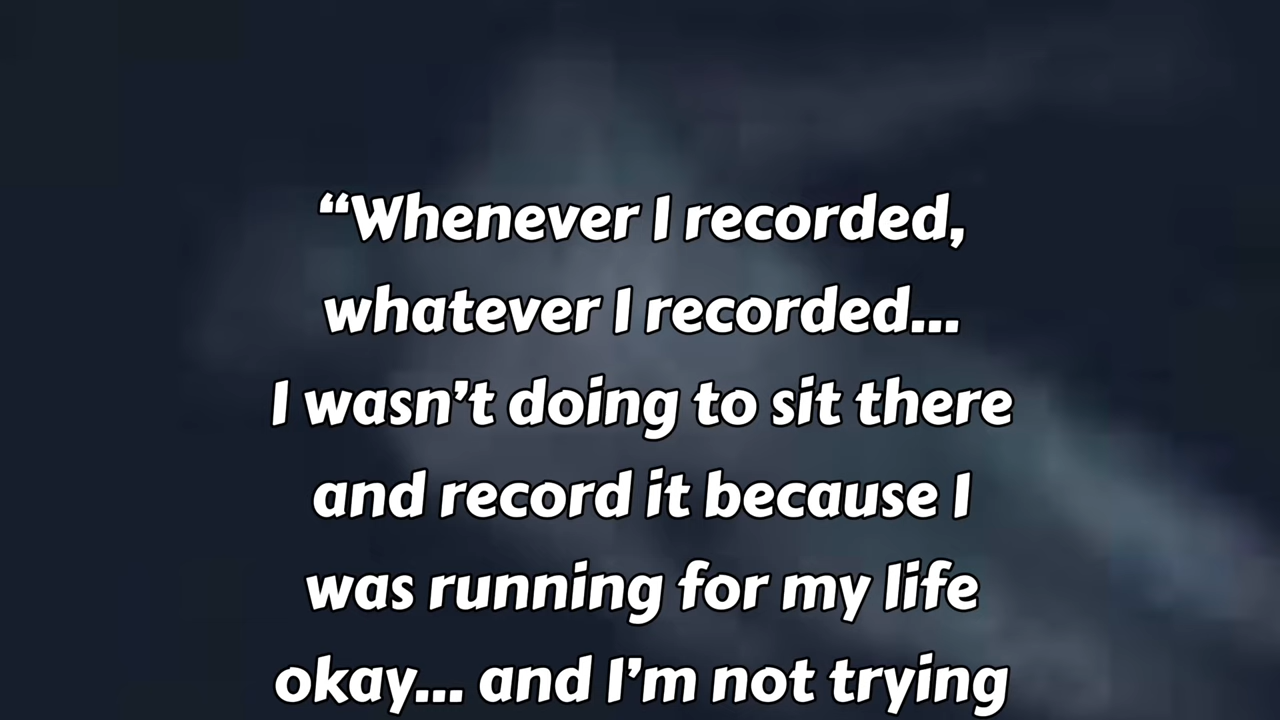 “Whenever I recorded,
whatever I recorded...
I wasn’t doing to sit there
and record it because I
was running for my life
okay... and I’m not trying